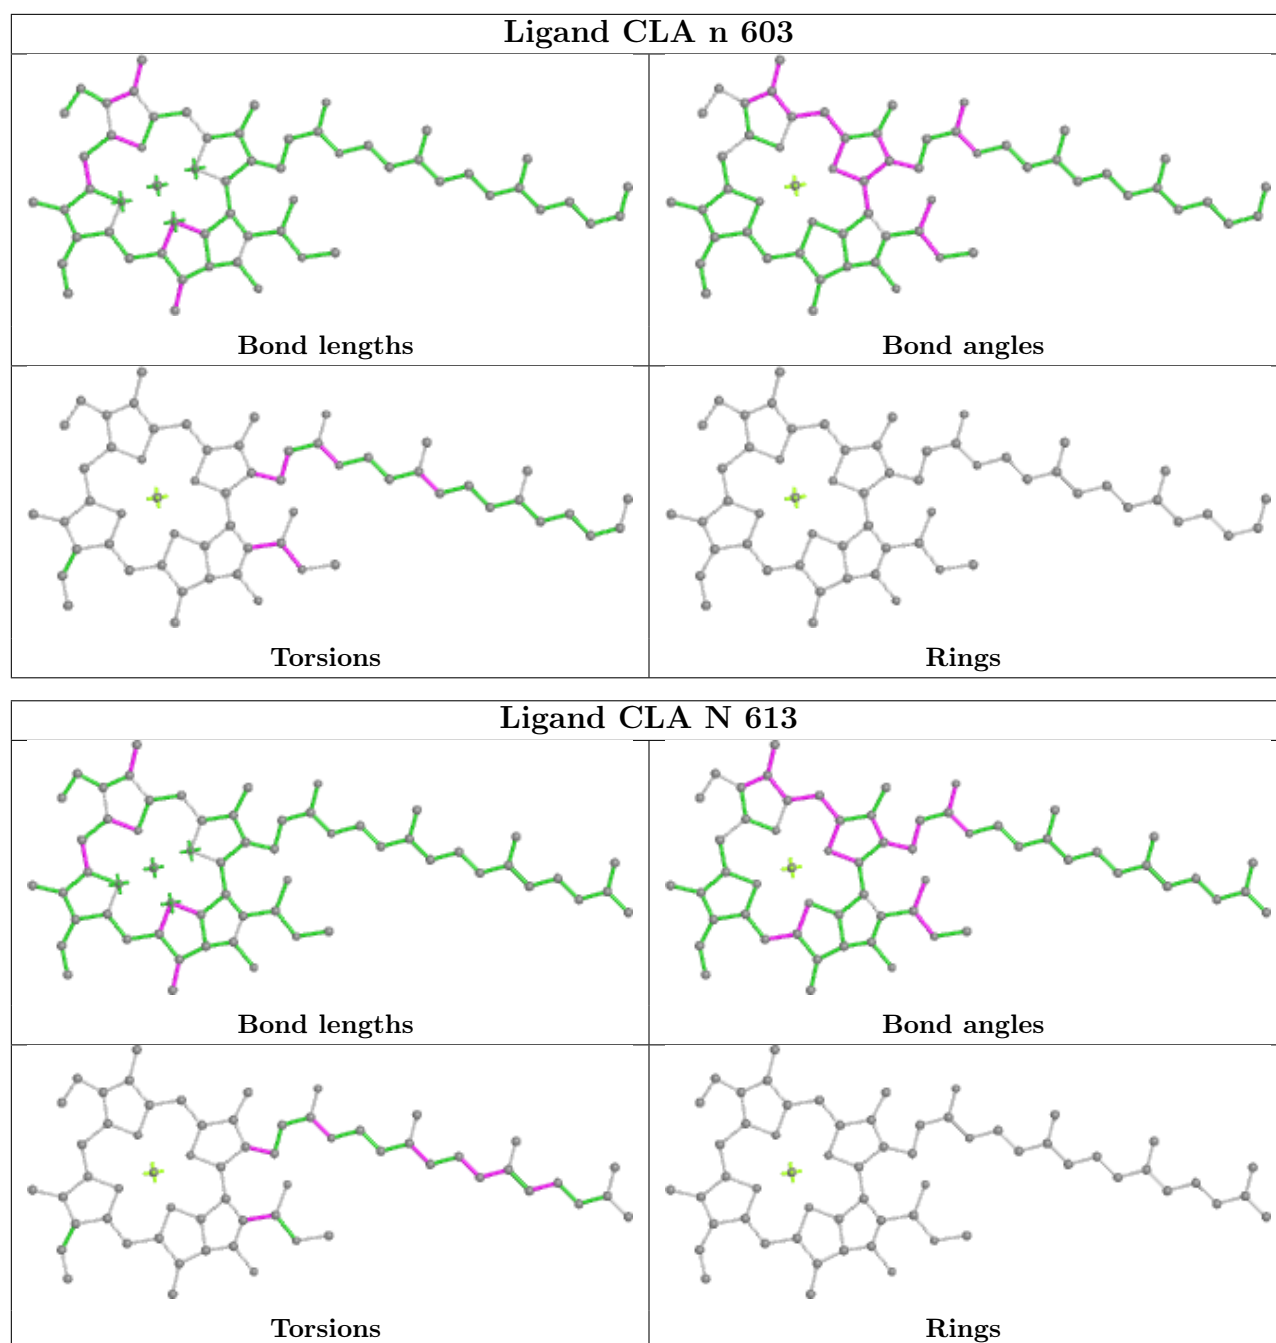 Ligand CLA n 603
Bond lengths
Bond angles
Torsions
Rings
Ligand CLA N 613
Bond lengths
Bond angles
Torsions
Rings